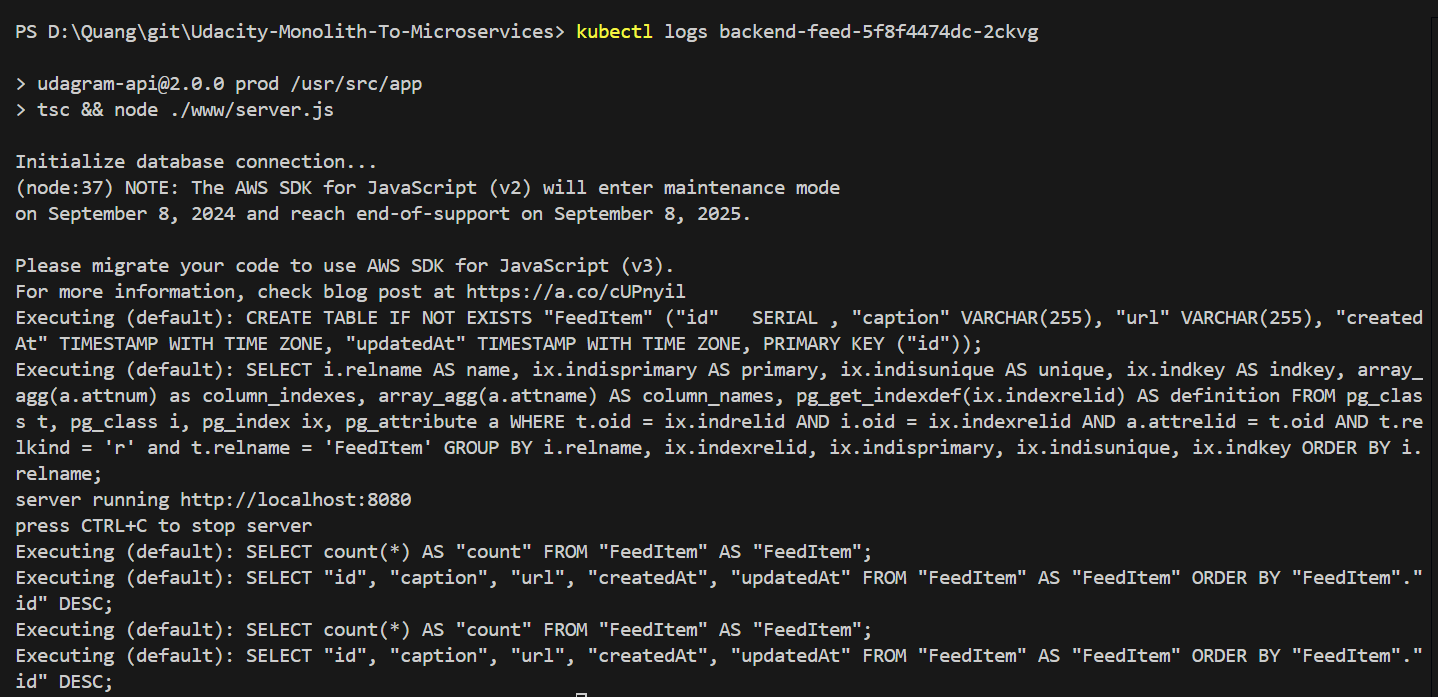 PS D:\Quang\git\Udacity-Monolith-To-Microservices> kubectl logs backend-feed-5f8f4474dc-2ckvg
> udagram-api@2.0.0 prod /usr/src/app
> tsc && node ./www/server.js
Initialize database connection...
(node:37) NOTE: The AWS SDK for JavaScript (v2) will enter maintenance mode
on September 8, 2024 and reach end-of-support on September 8, 2025.
Please migrate your code to use AWS SDK for JavaScript (v3).
For more information, check blog post at https://a.co/cUPnyil
Executing (default): CREATE TABLE IF NOT EXISTS "FeedItem" ("id"   SERIAL , "caption" VARCHAR(255), "url" VARCHAR(255), "created
At" TIMESTAMP WITH TIME ZONE, "updatedAt" TIMESTAMP WITH TIME ZONE, PRIMARY KEY ("id"));
Executing (default): SELECT i.relname AS name, ix.indisprimary AS primary, ix.indisunique AS unique, ix.indkey AS indkey, array_
agg(a.attnum) as column_indexes, array_agg(a.attname) AS column_names, pg_get_indexdef(ix.indexrelid) AS definition FROM pg_clas
s t, pg_class i, pg_index ix, pg_attribute a WHERE t.oid = ix.indrelid AND i.oid = ix.indexrelid AND a.attrelid = t.oid AND t.re
lkind = 'r' and t.relname = 'FeedItem' GROUP BY i.relname, ix.indexrelid, ix.indisprimary, ix.indisunique, ix.indkey ORDER BY i.
relname;
server running http://localhost:8080
press CTRL+C to stop server
Executing (default): SELECT count(*) AS "count" FROM "FeedItem" AS "FeedItem";
Executing (default): SELECT "id", "caption", "url", "createdAt", "updatedAt" FROM "FeedItem" AS "FeedItem" ORDER BY "FeedItem"."
id" DESC;
Executing (default): SELECT count(*) AS "count" FROM "FeedItem" AS "FeedItem";
Executing (default): SELECT "id", "caption", "url", "createdAt", "updatedAt" FROM "FeedItem" AS "FeedItem" ORDER BY "FeedItem"."
id" DESC;